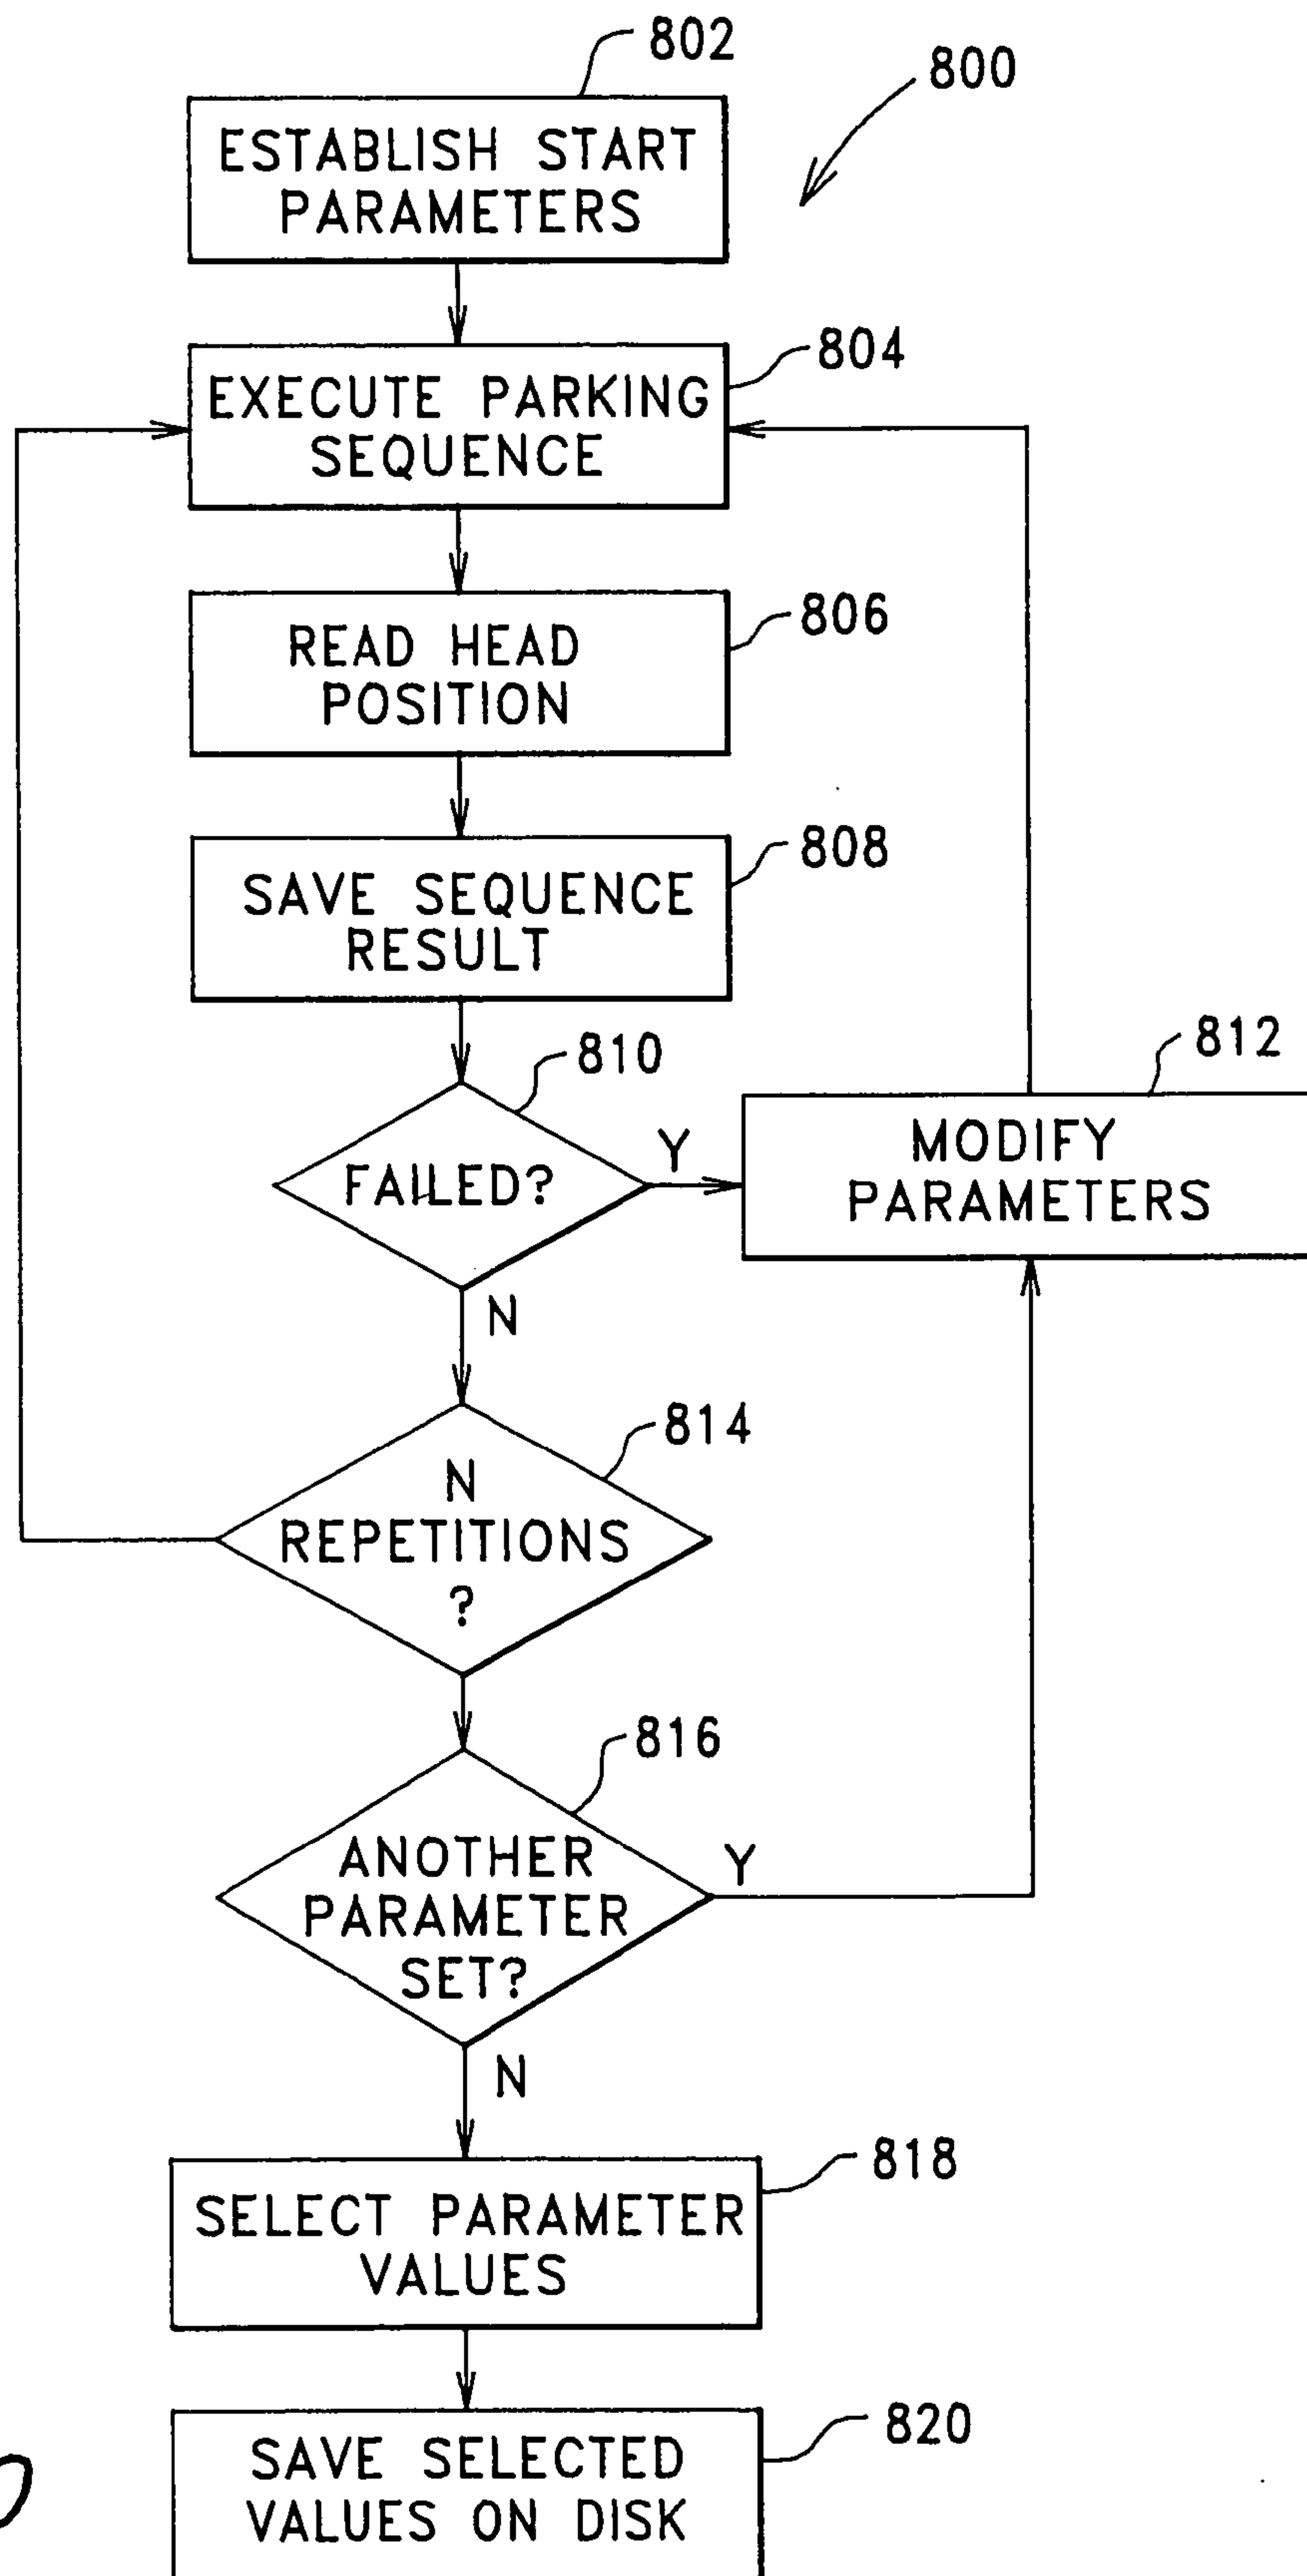 802
800
ESTABLISH START
PARAMETERS
804
EXECUTE PARKING
SEQUENCE
806
READ HEAD
POSITION
808
SAVE SEQUENCE
RESULT
810
FAILED?
Y
N
812
MODIFY
PARAMETERS
814
N
REPETITIONS
?
816
ANOTHER
PARAMETER
SET?
Y
N
818
SELECT PARAMETER
VALUES
820
SAVE SELECTED
VALUES ON DISK